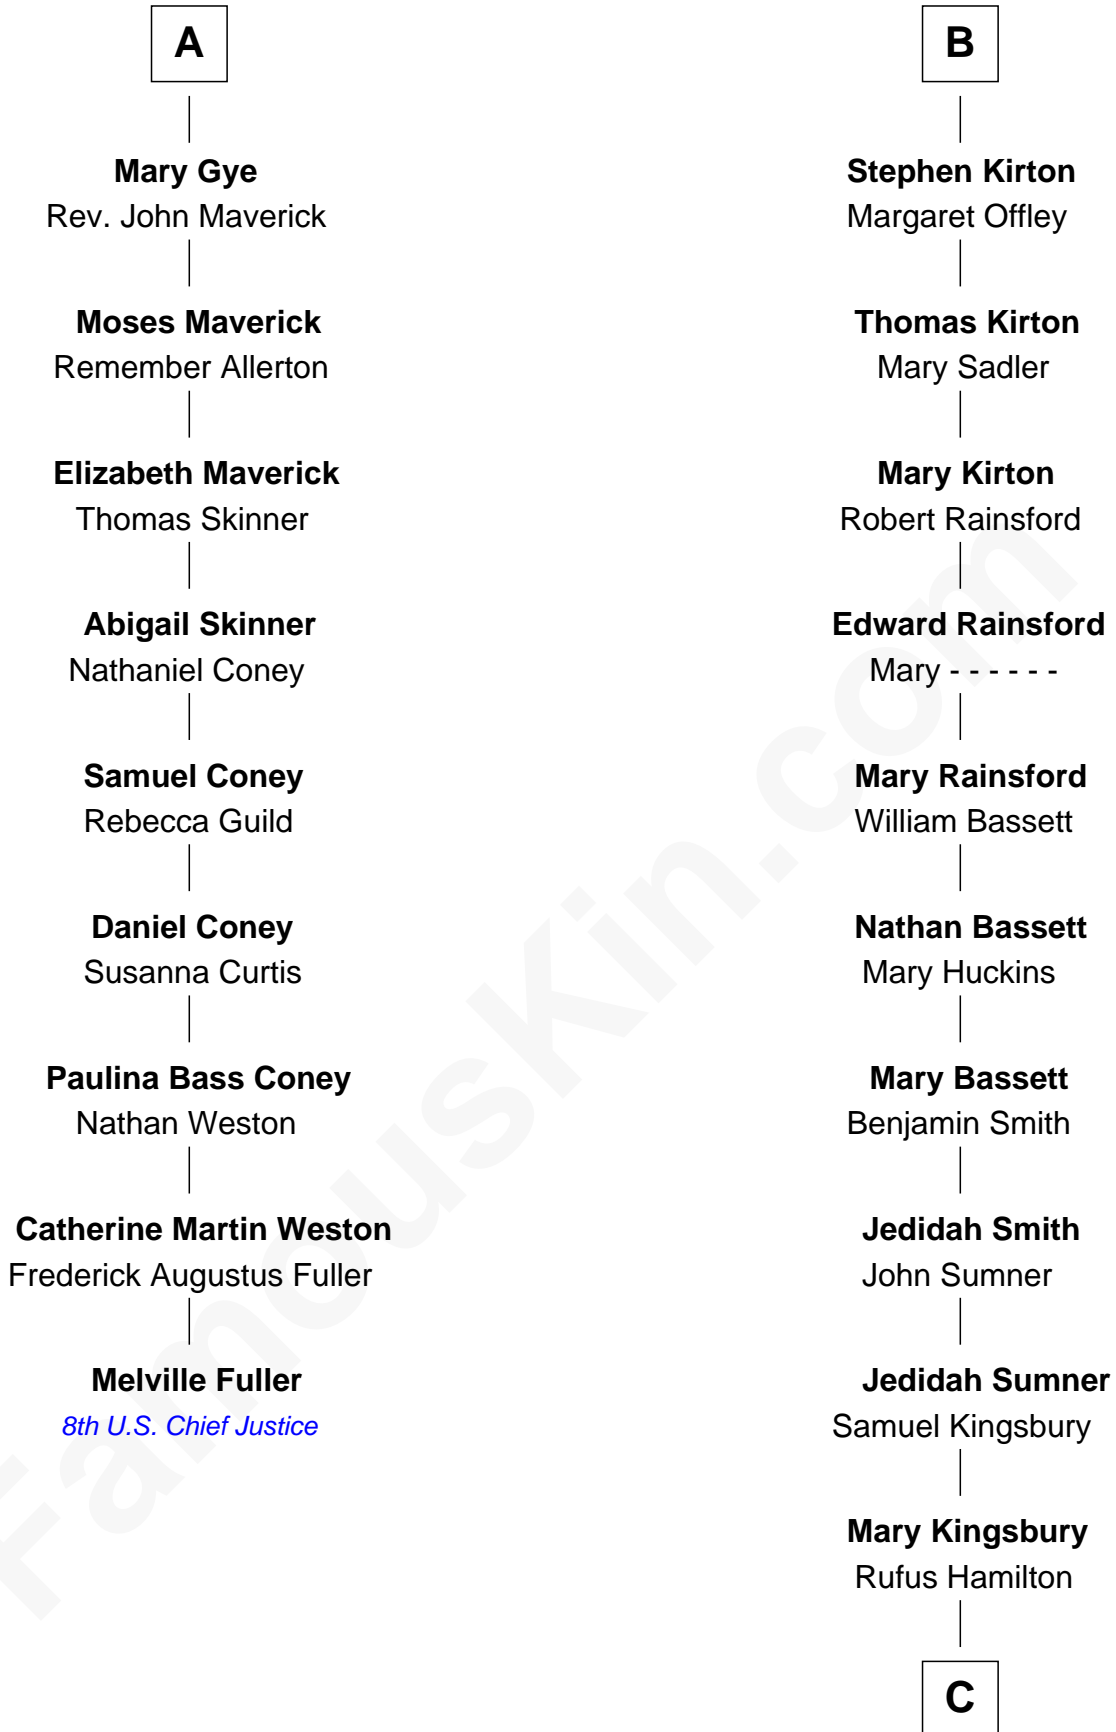 A
Mary Gye
Rev. John Maverick
Moses Maverick
Remember Allerton
Elizabeth Maverick
Thomas Skinner
Abigail Skinner
Nathaniel Coney
Samuel Coney
Rebecca Guild
Daniel Coney
Susanna Curtis
Paulina Bass Coney
Nathan Weston
Catherine Martin Weston
Frederick Augustus Fuller
Melville Fuller
8th U.S. Chief Justice
B
Stephen Kirton
Margaret Offley
Thomas Kirton
Mary Sadler
Mary Kirton
Robert Rainsford
Edward Rainsford
Mary - - - - - -
Mary Rainsford
William Bassett
Nathan Bassett
Mary Huckins
Mary Bassett
Benjamin Smith
Jedidah Smith
John Sumner
Jedidah Sumner
Samuel Kingsbury
Mary Kingsbury
Rufus Hamilton
C
FamousKin.com